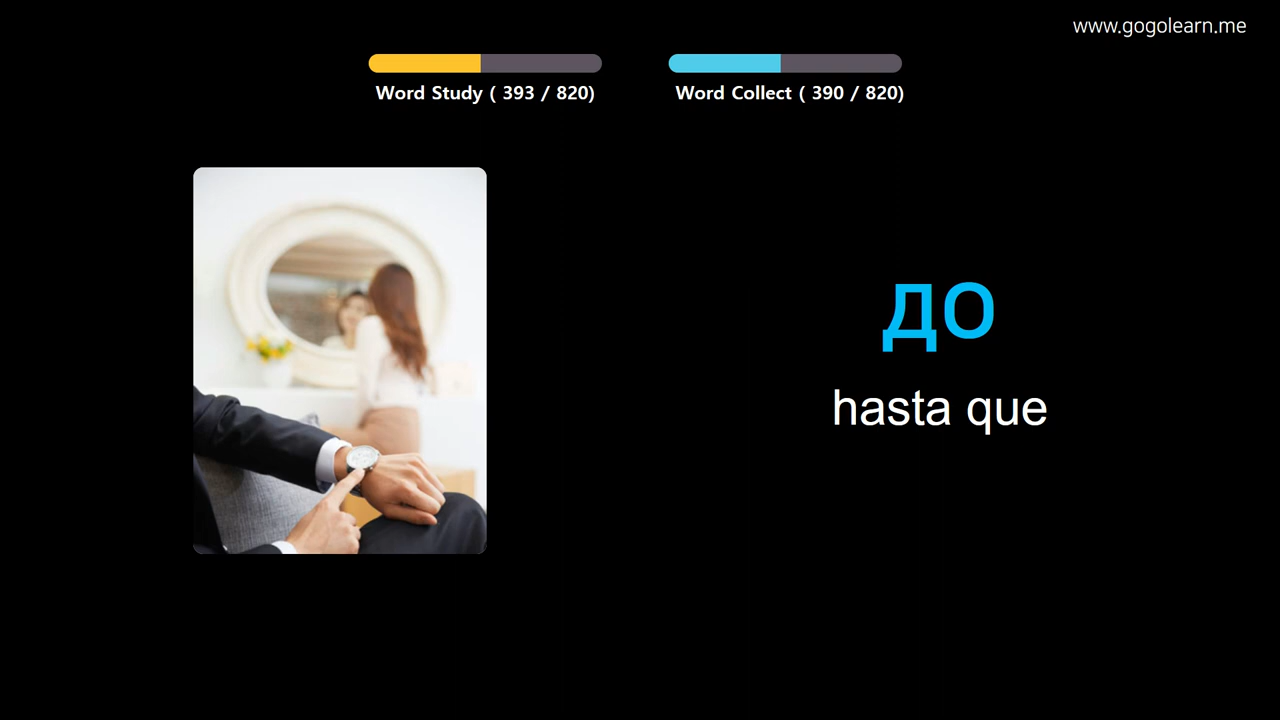 www.gogolearn.me
Word Study ( 393 / 820)
Word Collect ( 390 / 820)
до
hasta que